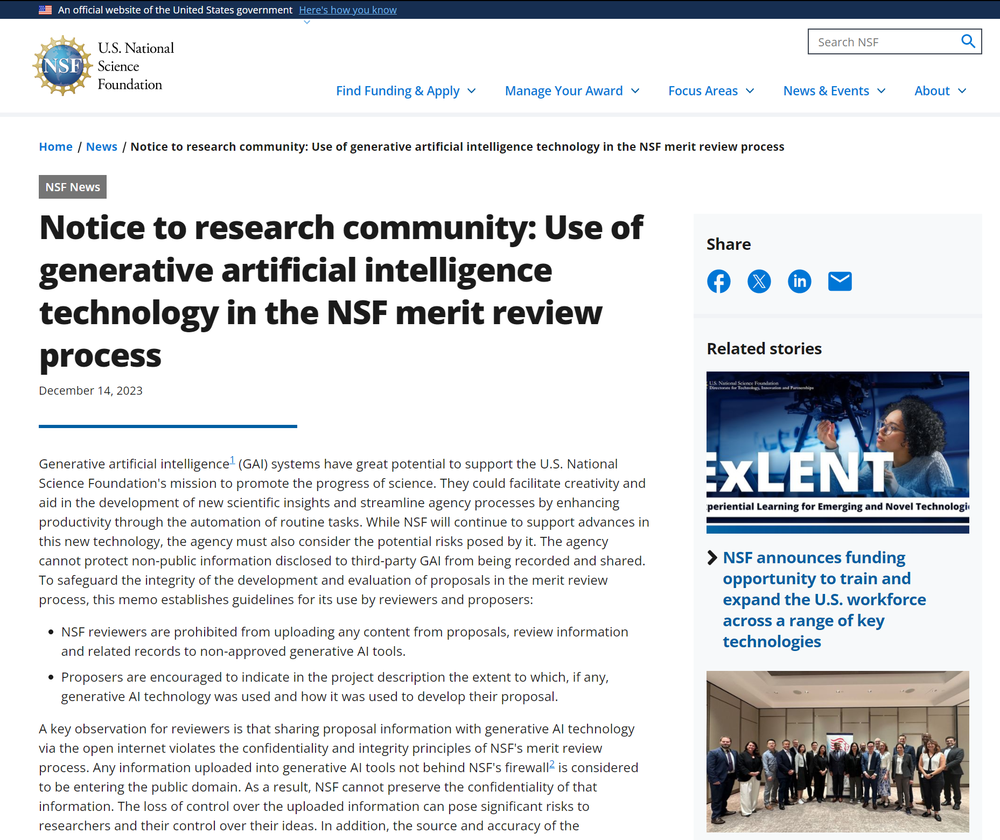 An official website of the United States government Here's how you know
NSF
U.S. National
Science
Foundation
Search NSF
Find Funding & Apply Manage Your Award Focus Areas News & Events About
Home / News / Notice to research community: Use of generative artificial intelligence technology in the NSF merit review process
NSF News
Notice to research community: Use of
generative artificial intelligence
technology in the NSF merit review
process
December 14, 2023
Generative artificial intelligence1 (GAI) systems have great potential to support the U.S. National
Science Foundation's mission to promote the progress of science. They could facilitate creativity and
aid in the development of new scientific insights and streamline agency processes by enhancing
productivity through the automation of routine tasks. While NSF will continue to support advances in
this new technology, the agency must also consider the potential risks posed by it. The agency
cannot protect non-public information disclosed to third-party GAI from being recorded and shared.
To safeguard the integrity of the development and evaluation of proposals in the merit review
process, this memo establishes guidelines for its use by reviewers and proposers:
• NSF reviewers are prohibited from uploading any content from proposals, review information
and related records to non-approved generative AI tools.
• Proposers are encouraged to indicate in the project description the extent to which, if any,
generative AI technology was used and how it was used to develop their proposal.
A key observation for reviewers is that sharing proposal information with generative AI technology
via the open internet violates the confidentiality and integrity principles of NSF's merit review
process. Any information uploaded into generative AI tools not behind NSF's firewall2 is considered
to be entering the public domain. As a result, NSF cannot preserve the confidentiality of that
information. The loss of control over the uploaded information can pose significant risks to
researchers and their control over their ideas. In addition, the source and accuracy of the
Share
Related stories
U.S. National Science Foundation
Directorate for Technology, Innovation and Partnerships
ExLENT
xperiential Learning for Emerging and Novel Technologi
NSF announces funding
opportunity to train and
expand the U.S. workforce
across a range of key
technologies